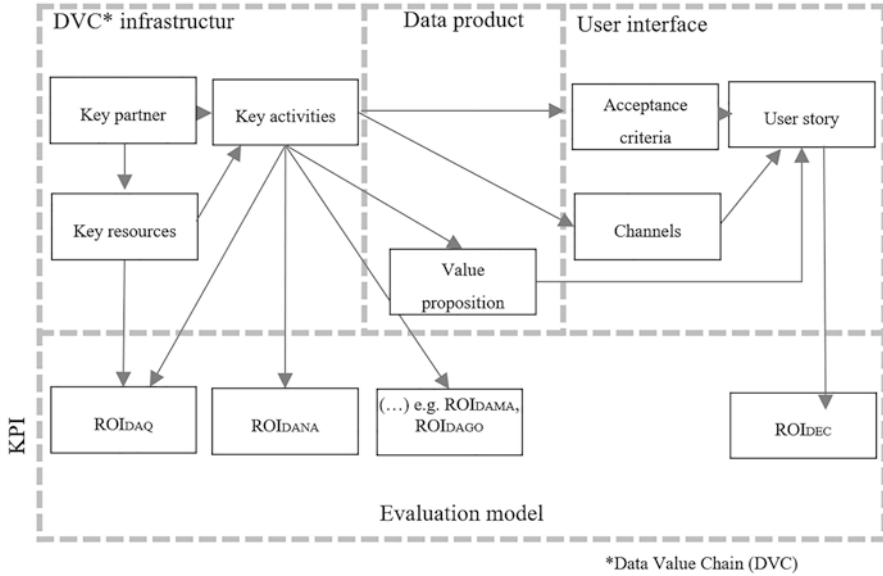 DVC* infrastructur
Data product
User interface
Key partner
Key activities
Acceptance
criteria
User story
Key resources
Channels
Value
proposition
KPI
ROIDAQ
ROIDANA
(...) e.g. ROIDAMA,
ROIDAGO
ROIDEC
Evaluation model
*Data Value Chain (DVC)